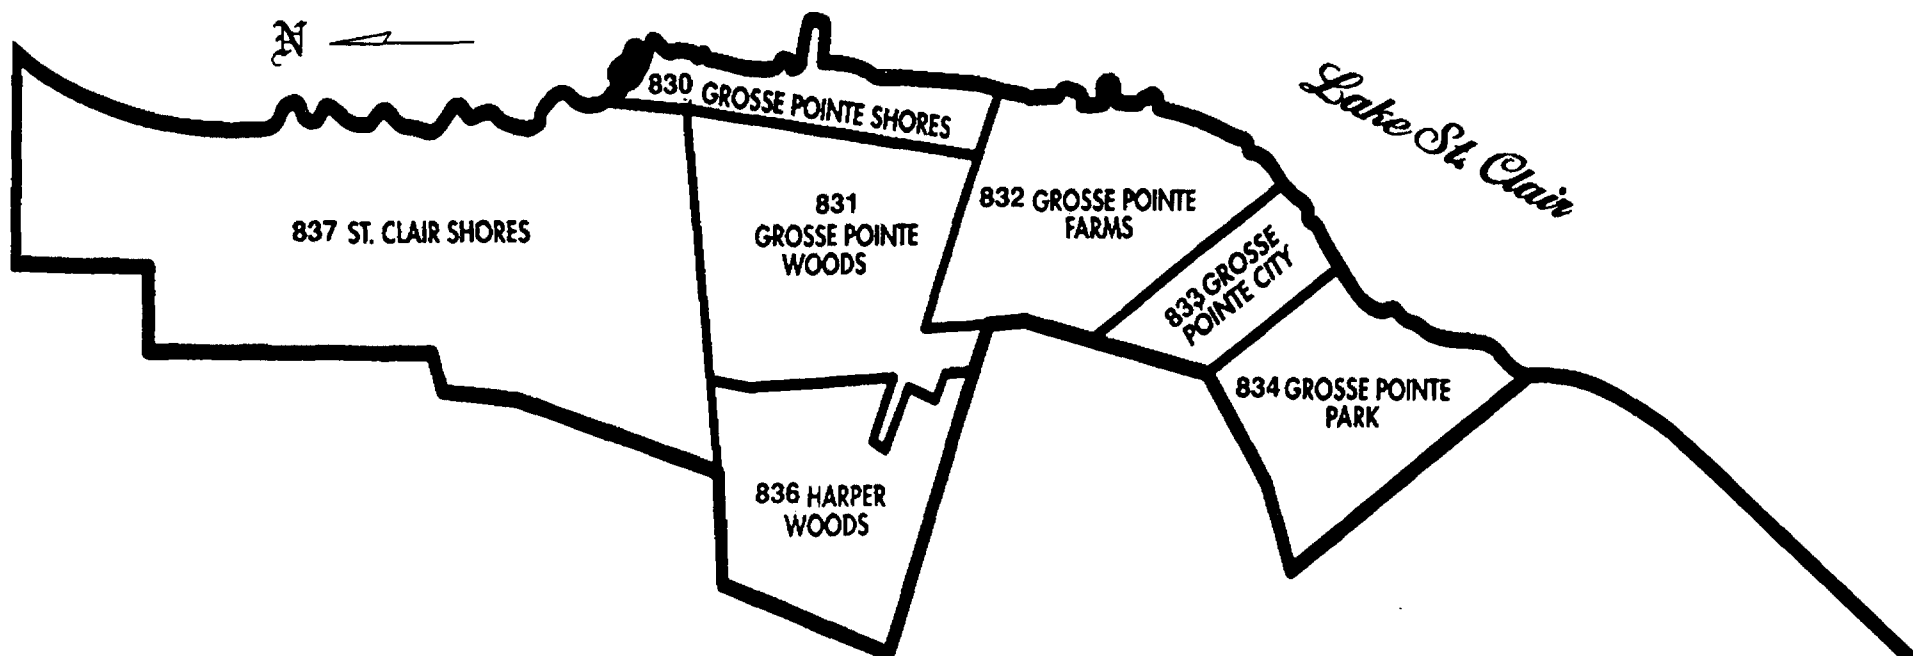 N
Lake St. Clair
830 GROSSE POINTE SHORES
837 ST. CLAIR SHORES
831
GROSSE POINTE
WOODS
832 GROSSE POINTE
FARMS
833 GROSSE
POINTE CITY
834 GROSSE POINTE
PARK
836 HARPER
WOODS